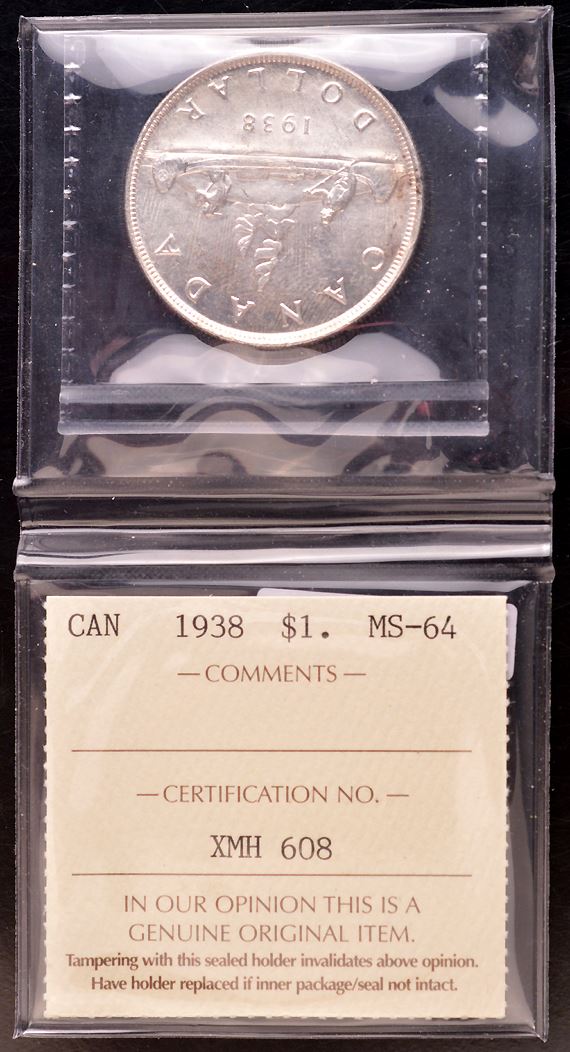 CANADA
1938
DOLLAR
CAN 1938 $1. MS-64
— COMMENTS —
— CERTIFICATION NO. —
XMH 608
IN OUR OPINION THIS IS A
GENUINE ORIGINAL ITEM.
Tampering with this sealed holder invalidates above opinion.
Have holder replaced if inner package/seal not intact.